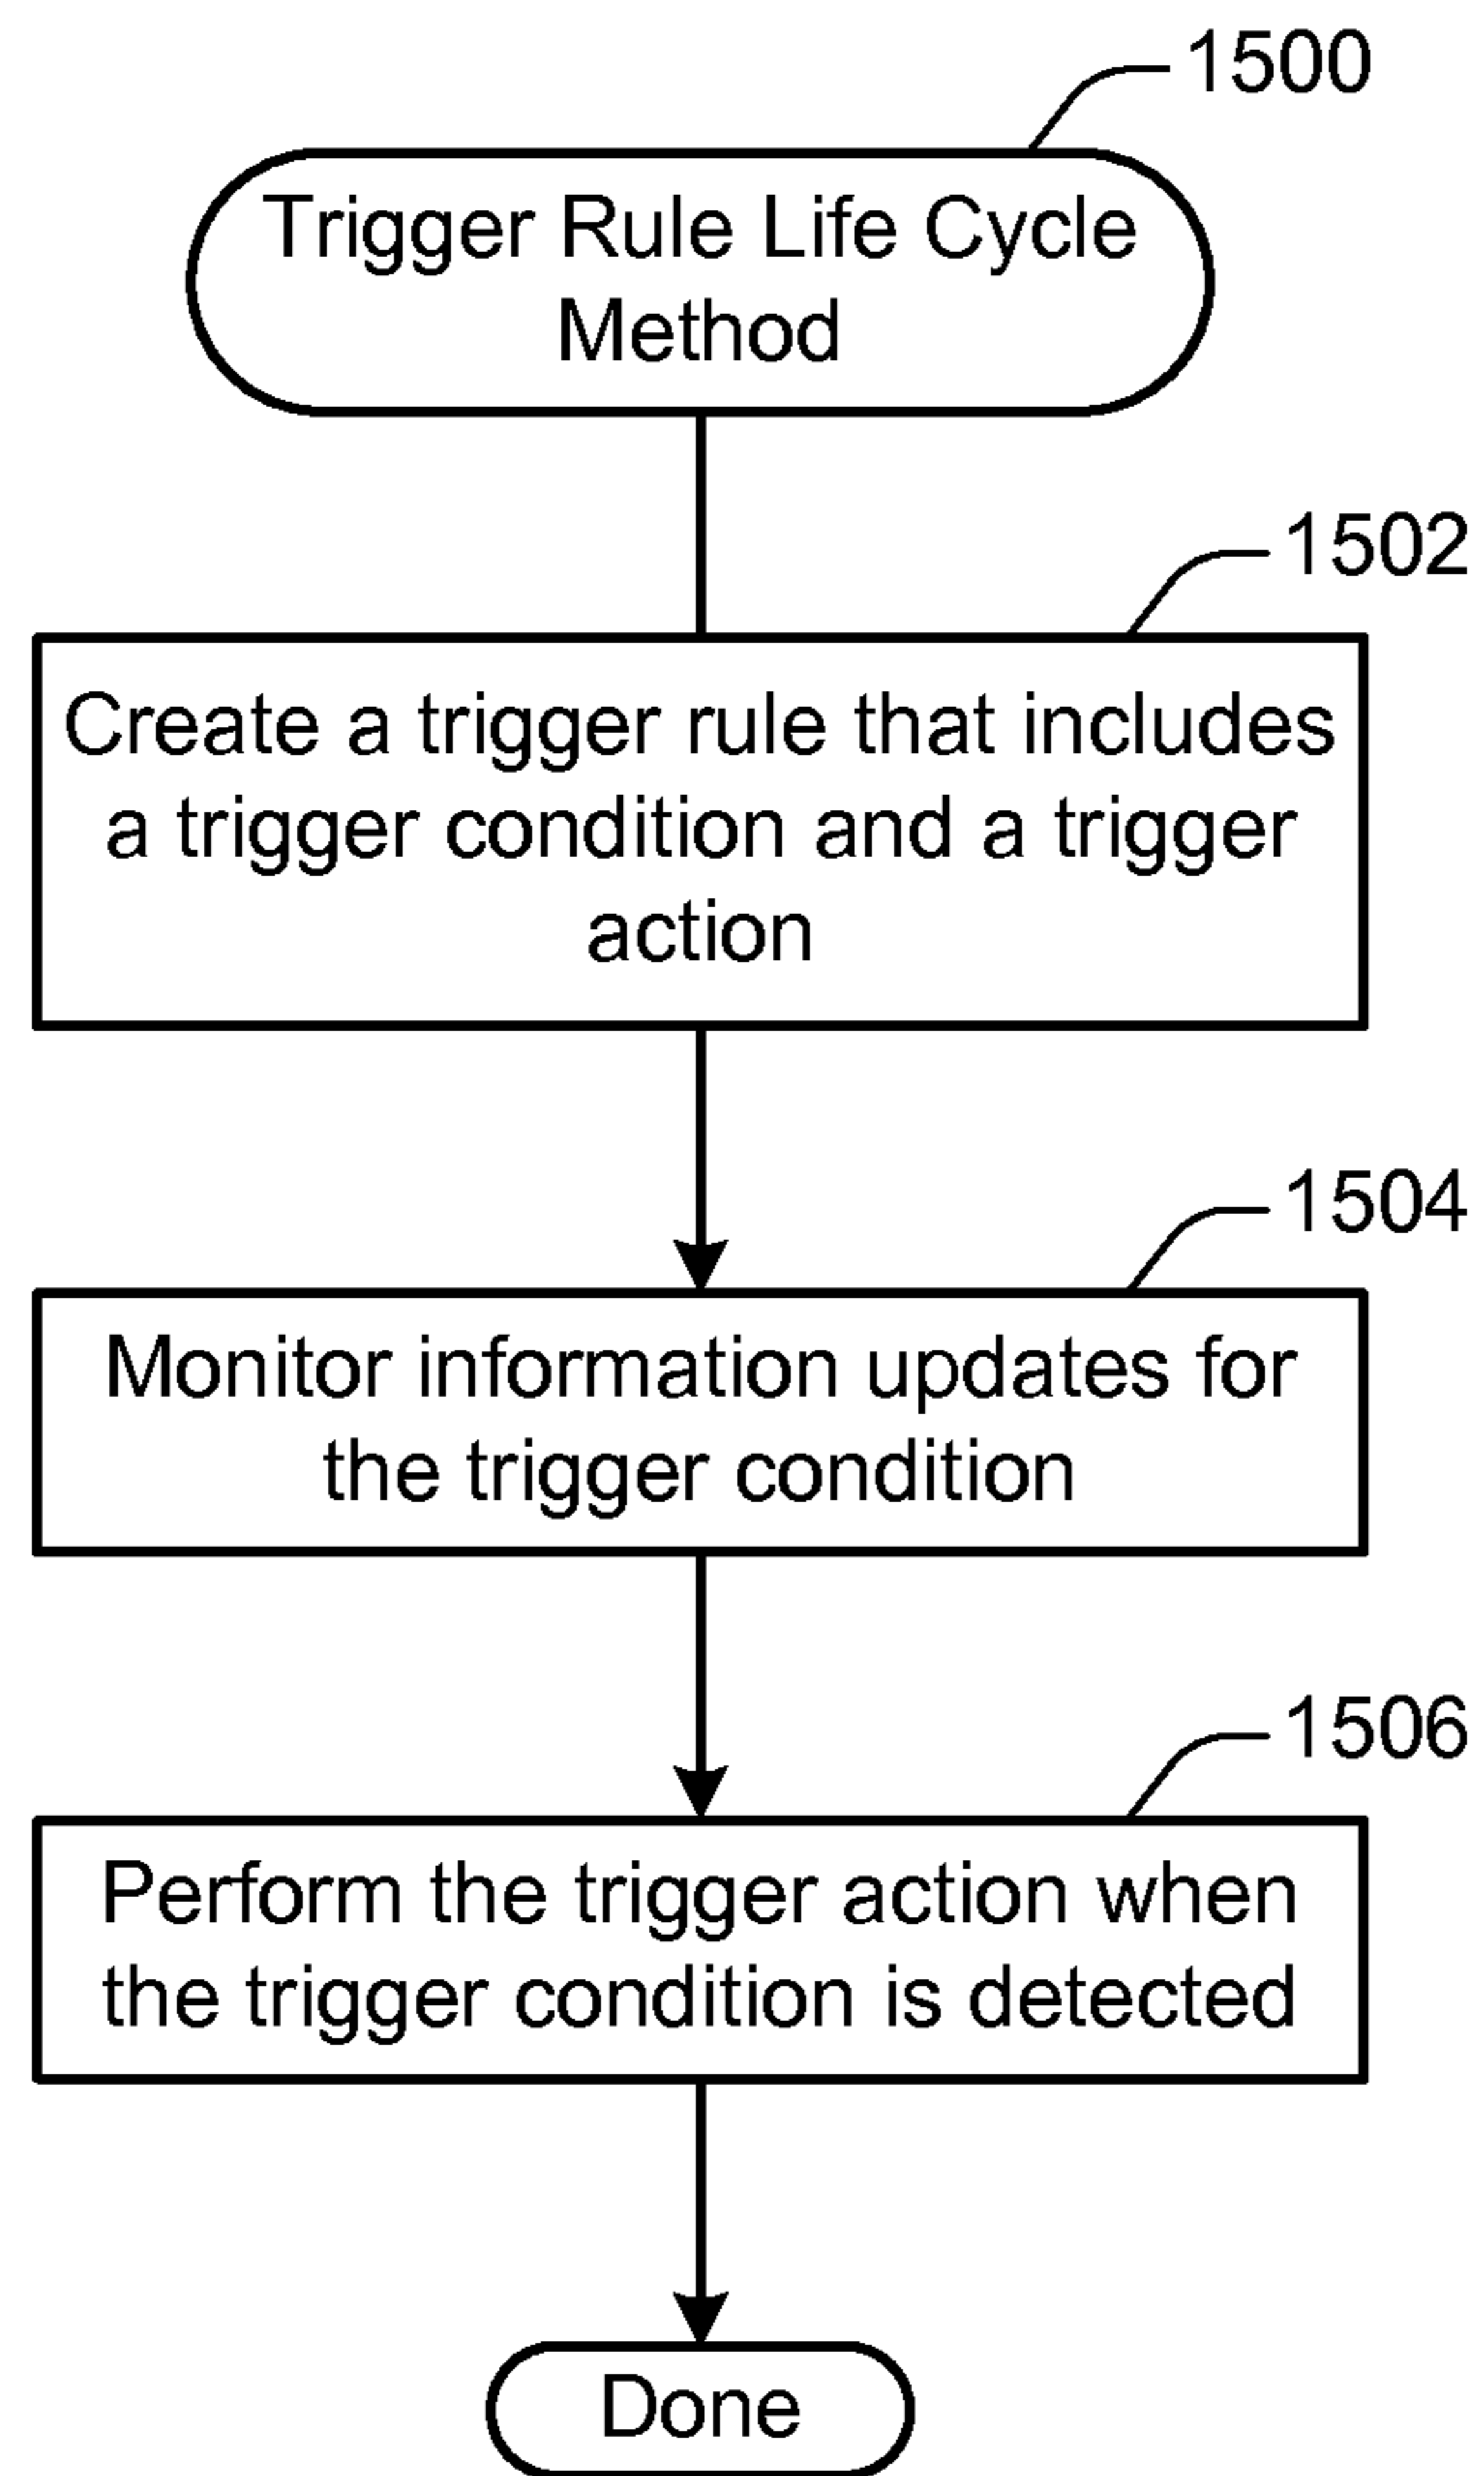 1500
Trigger Rule Life Cycle
Method
1502
Create a trigger rule that includes
a trigger condition and a trigger
action
1504
Monitor information updates for
the trigger condition
1506
Perform the trigger action when
the trigger condition is detected
Done